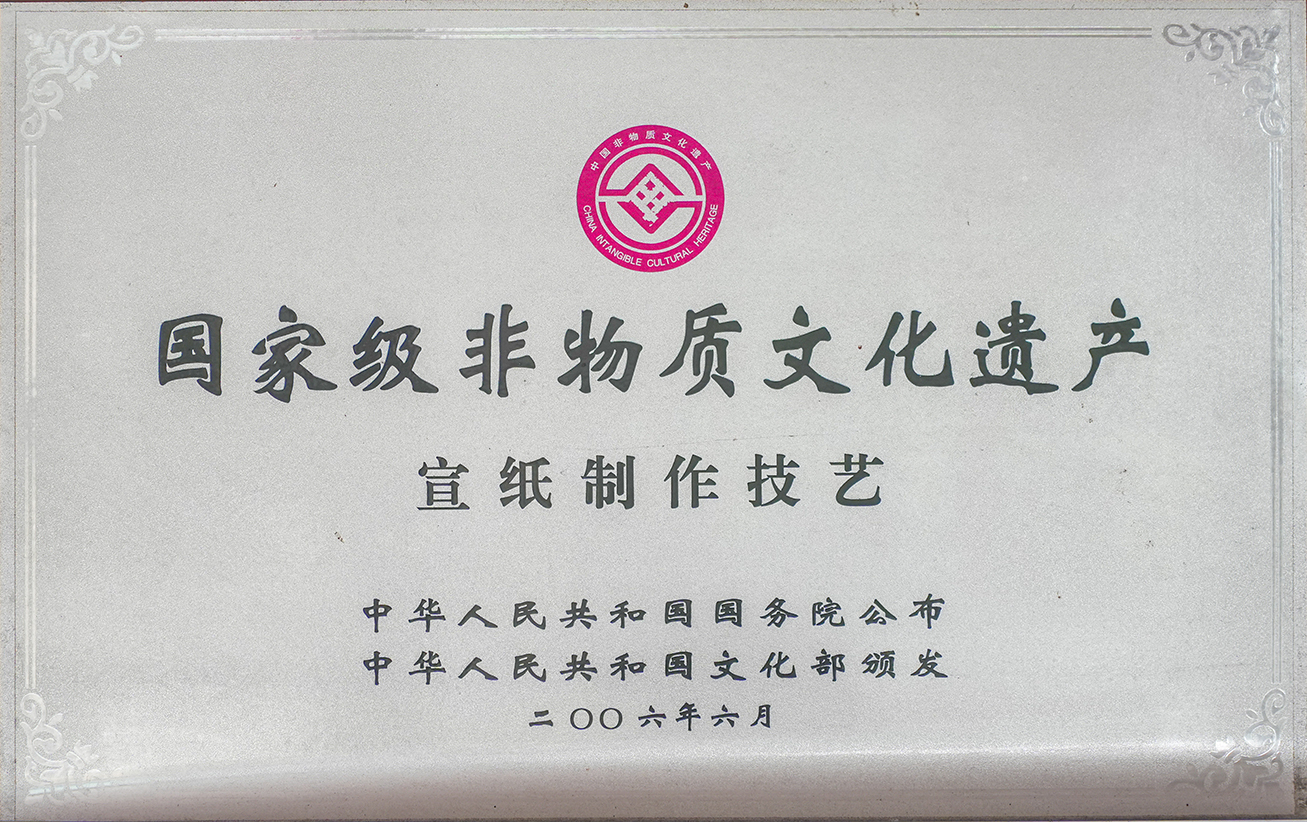 中国非物质文化遗产
CHINA INTANGIBLE CULTURAL HERITAGE
国家级非物质文化遗产
宣纸制作技艺
中华人民共和国国务院公布
中华人民共和国文化部颁发
二〇〇六年六月